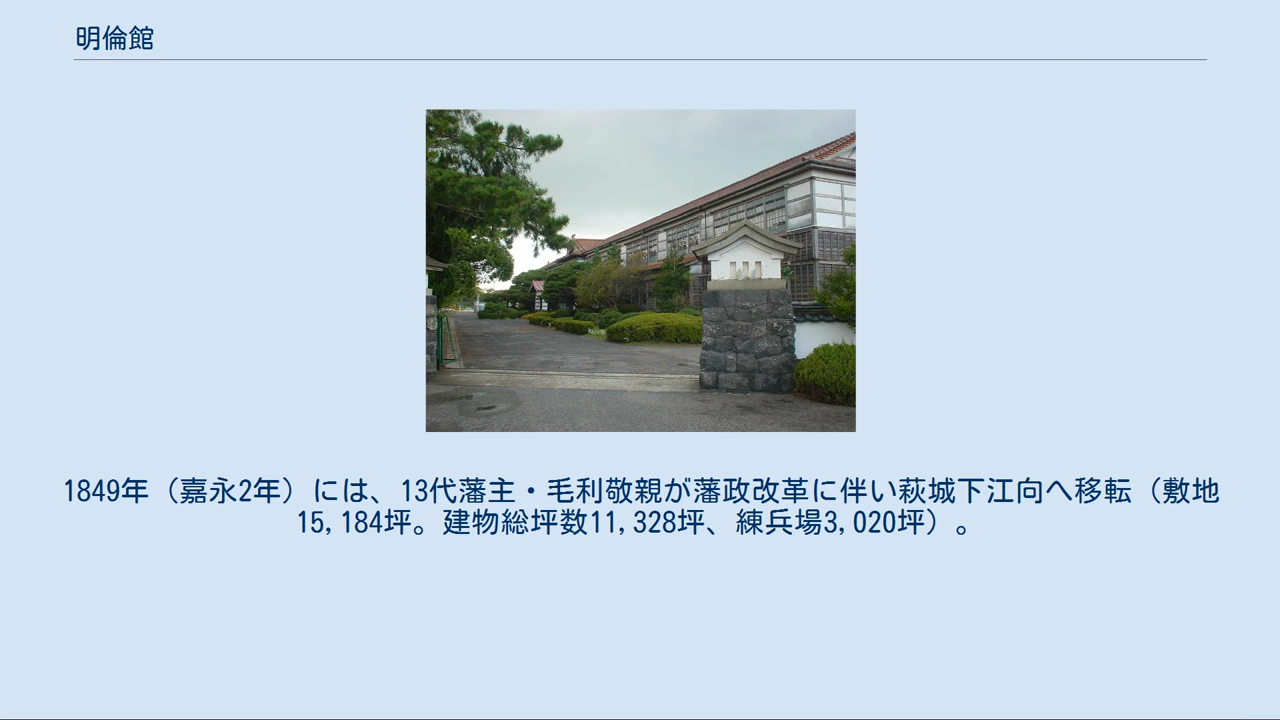 明倫館
1849年（嘉永2年）には、13代藩主・毛利敬親が藩政改革に伴い萩城下江向へ移転（敷地
15,184坪。建物総坪数11,328坪、練兵場3,020坪）。